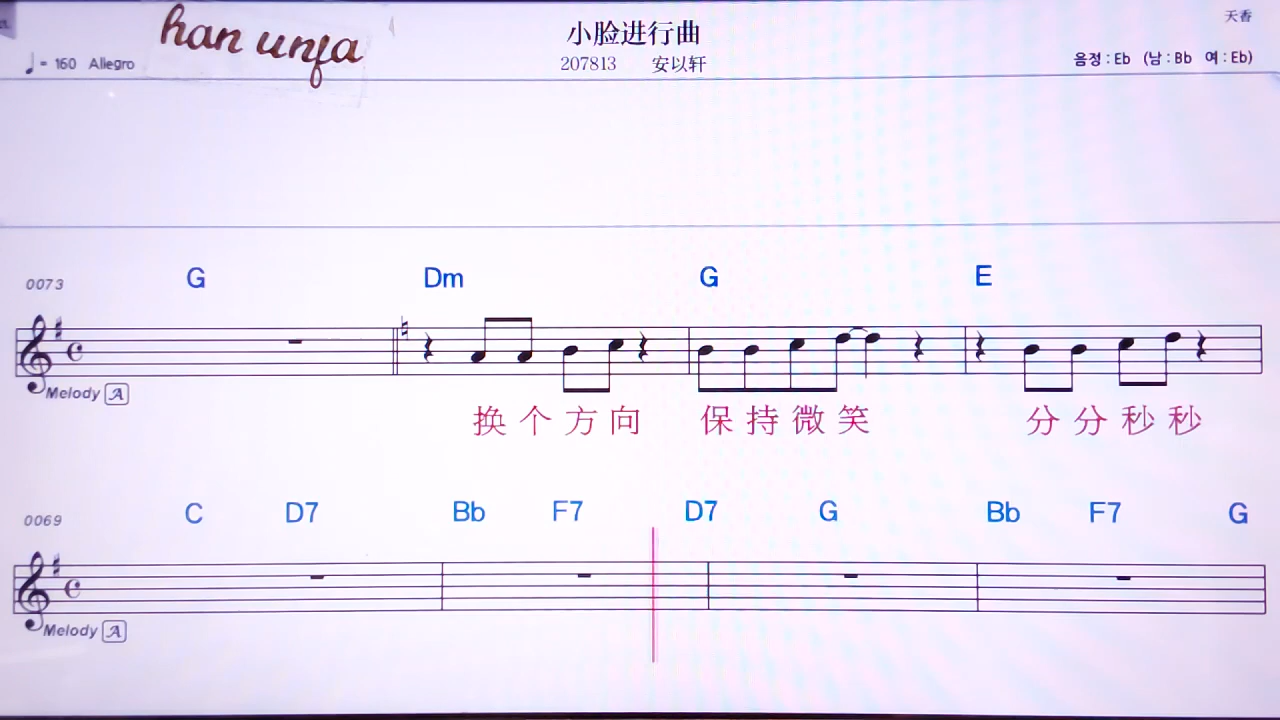 han unfa
小脸进行曲
天香
♩= 160 Allegro
207813 安以轩
음정 : Eb (남 : Bb 여 : Eb)
0073
G Dm G E
Melody A
换个方向 保持微笑 分分秒秒
0069
C D7 Bb F7 D7 G Bb F7 G
Melody A